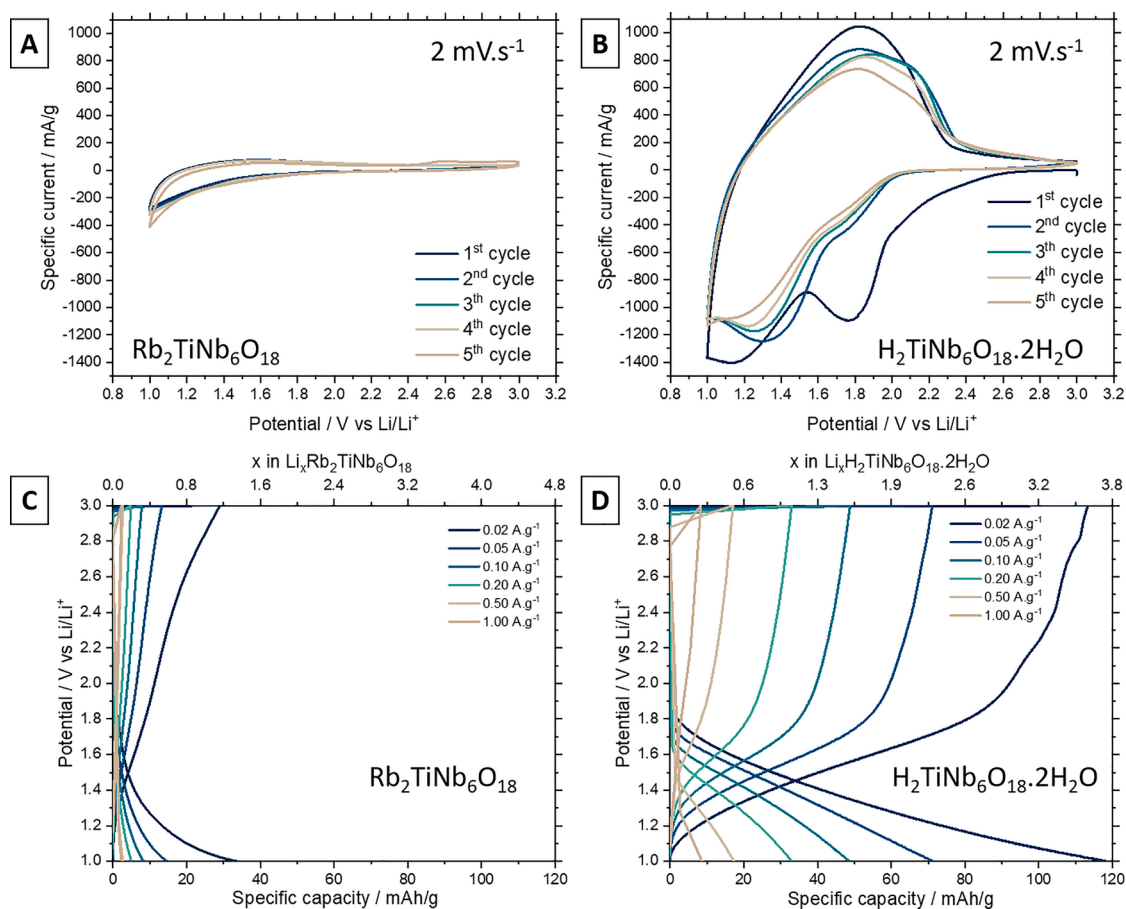 A
2 mV.s⁻¹
Specific current / mA/g
1000
800
600
400
200
0
-200
-400
-600
-800
-1000
-1200
-1400
1ˢᵗ cycle
2ⁿᵈ cycle
3ᵗʰ cycle
4ᵗʰ cycle
5ᵗʰ cycle
Rb₂TiNb₆O₁₈
0.8 1.0 1.2 1.4 1.6 1.8 2.0 2.2 2.4 2.6 2.8 3.0 3.2
Potential / V vs Li/Li⁺
B
2 mV.s⁻¹
Specific current / mA/g
1000
800
600
400
200
0
-200
-400
-600
-800
-1000
-1200
-1400
1ˢᵗ cycle
2ⁿᵈ cycle
3ᵗʰ cycle
4ᵗʰ cycle
5ᵗʰ cycle
H₂TiNb₆O₁₈.2H₂O
0.8 1.0 1.2 1.4 1.6 1.8 2.0 2.2 2.4 2.6 2.8 3.0 3.2
Potential / V vs Li/Li⁺
C
x in LiₓRb₂TiNb₆O₁₈
0.0 0.8 1.6 2.4 3.2 4.0 4.8
Potential / V vs Li/Li⁺
3.0
2.8
2.6
2.4
2.2
2.0
1.8
1.6
1.4
1.2
1.0
0.02 A.g⁻¹
0.05 A.g⁻¹
0.10 A.g⁻¹
0.20 A.g⁻¹
0.50 A.g⁻¹
1.00 A.g⁻¹
Rb₂TiNb₆O₁₈
0 20 40 60 80 100 120
Specific capacity / mAh/g
D
x in LiₓH₂TiNb₆O₁₈.2H₂O
0.0 0.6 1.3 1.9 2.6 3.2 3.8
Potential / V vs Li/Li⁺
3.0
2.8
2.6
2.4
2.2
2.0
1.8
1.6
1.4
1.2
1.0
0.02 A.g⁻¹
0.05 A.g⁻¹
0.10 A.g⁻¹
0.20 A.g⁻¹
0.50 A.g⁻¹
1.00 A.g⁻¹
H₂TiNb₆O₁₈.2H₂O
0 20 40 60 80 100 120
Specific capacity / mAh/g